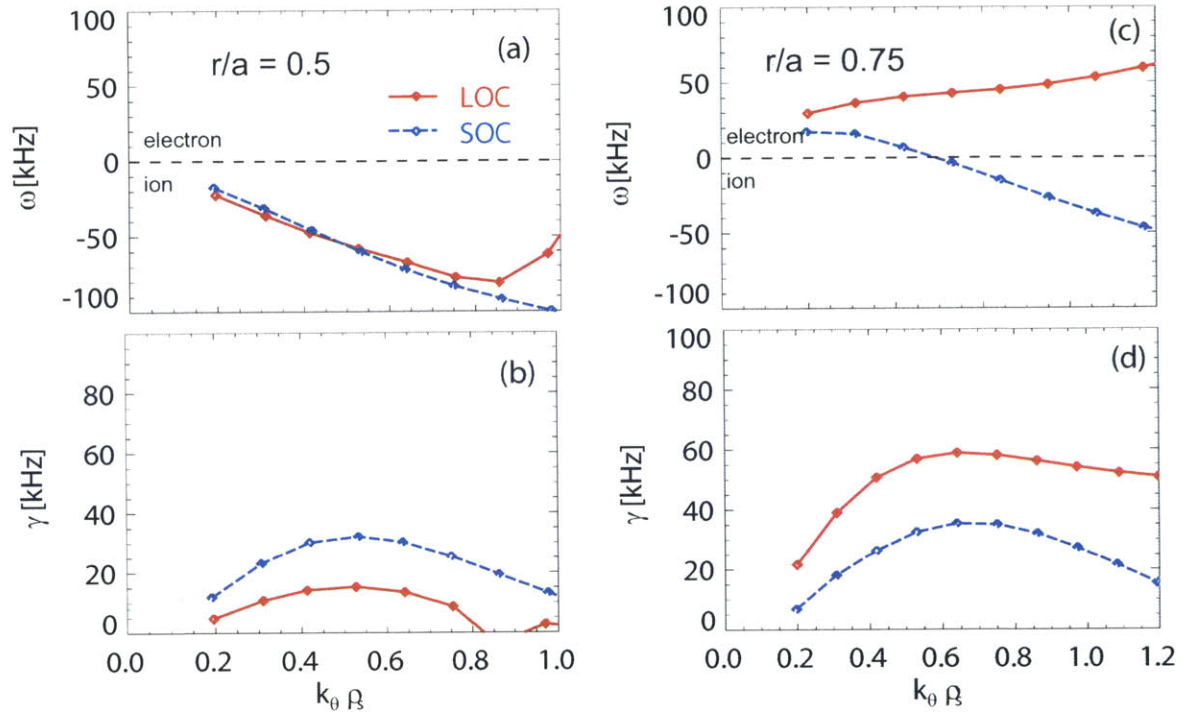 100
50
0
-50
-100
ω[kHz]
(a)
r/a = 0.5
LOC
SOC
electron
ion
100
50
0
-50
-100
ω[kHz]
(c)
r/a = 0.75
electron
ion
80
60
40
20
0
γ [kHz]
(b)
0.0 0.2 0.4 0.6 0.8 1.0
kθ ρs
100
80
60
40
20
0
γ [kHz]
(d)
0.0 0.2 0.4 0.6 0.8 1.0 1.2
kθ ρs